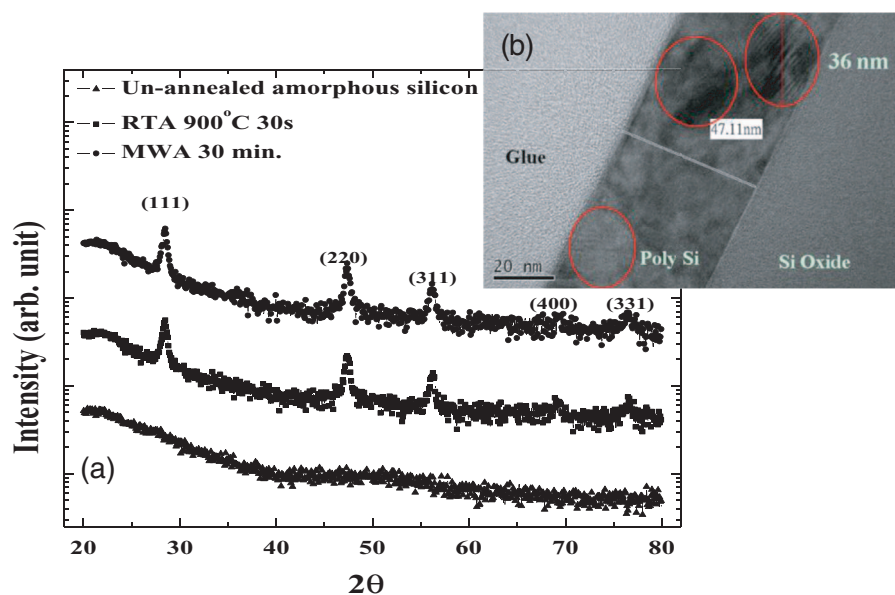 (b)
36 nm
47.11nm
Glue
20 nm
Poly Si
Si Oxide
Un-annealed amorphous silicon
RTA 900°C 30s
MWA 30 min.
(111)
(220)
(311)
(400)
(331)
Intensity (arb. unit)
(a)
20 30 40 50 60 70 80
2θ